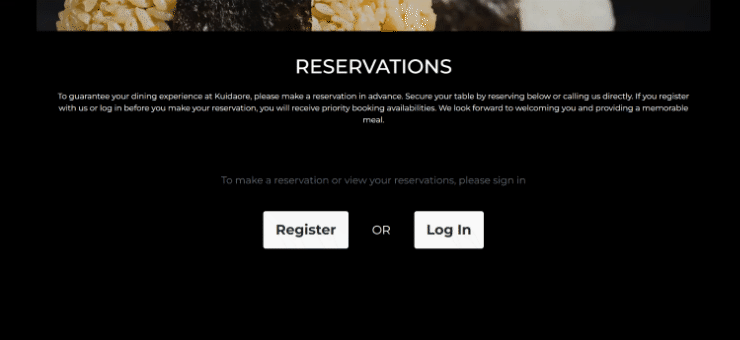 RESERVATIONS
To guarantee your dining experience at Kuidaore, please make a reservation in advance. Secure your table by reserving below or calling us directly. If you register
with us or log in before you make your reservation, you will receive priority booking availabilities. We look forward to welcoming you and providing a memorable
meal.
To make a reservation or view your reservations, please sign in
Register OR Log In